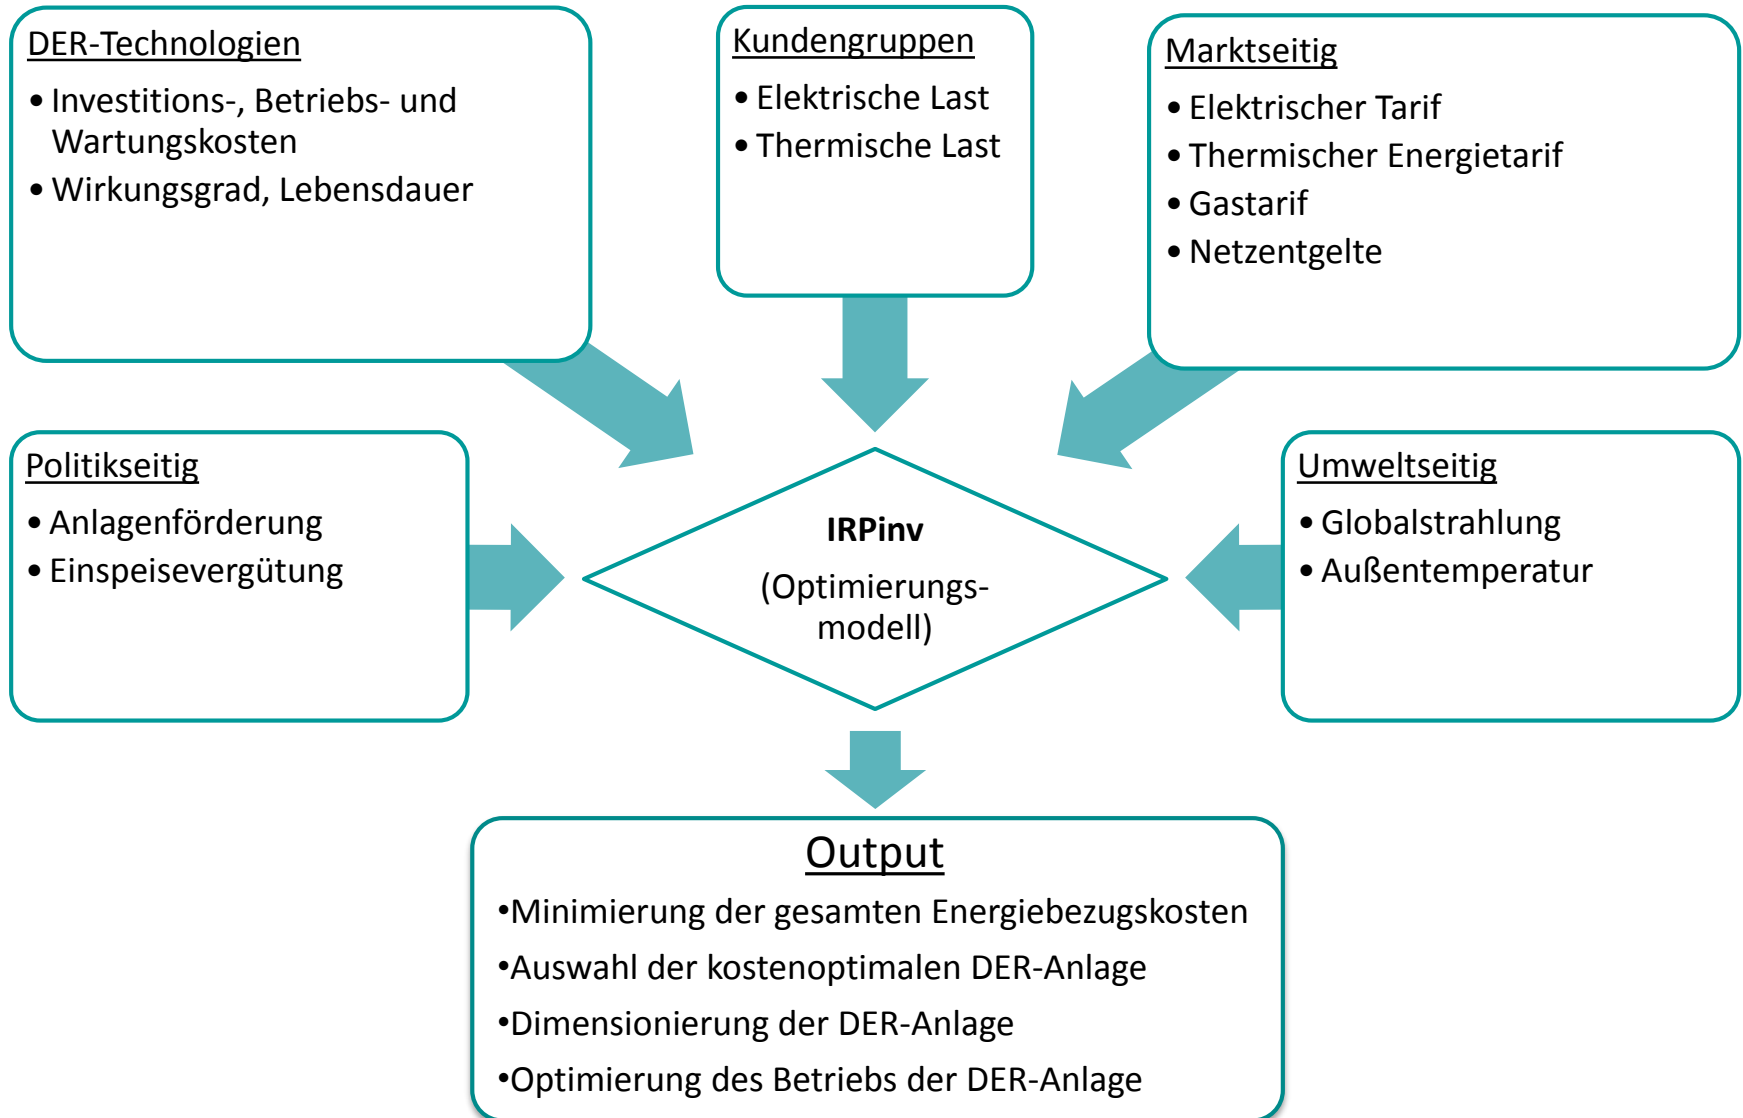 DER-Technologien
• Investitions-, Betriebs- und
Wartungskosten
• Wirkungsgrad, Lebensdauer
Kundengruppen
• Elektrische Last
• Thermische Last
Marktseitig
• Elektrischer Tarif
• Thermischer Energietarif
• Gastarif
• Netzentgelte
Politikseitig
• Anlagenförderung
• Einspeisevergütung
IRPinv
(Optimierungs-
modell)
Umweltseitig
• Globalstrahlung
• Außentemperatur
Output
•Minimierung der gesamten Energiebezugskosten
•Auswahl der kostenoptimalen DER-Anlage
•Dimensionierung der DER-Anlage
•Optimierung des Betriebs der DER-Anlage